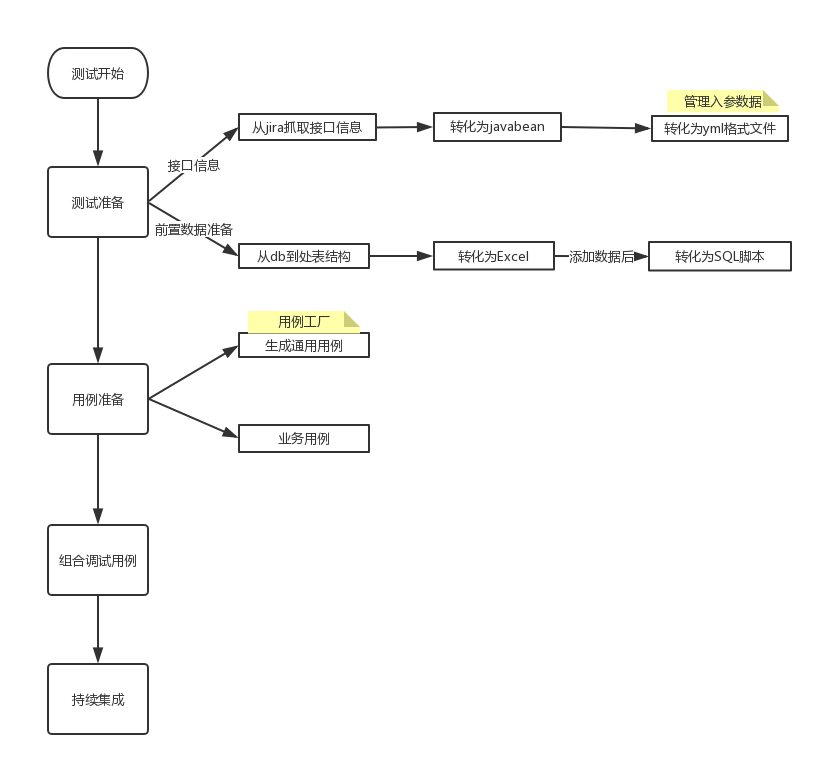 测试开始
管理入参数据
从jira抓取接口信息
转化为javabean
转化为yml格式文件
接口信息
测试准备
前置数据准备
从db到处表结构
转化为Excel
添加数据后
转化为SQL脚本
用例工厂
生成通用用例
用例准备
业务用例
组合调试用例
持续集成